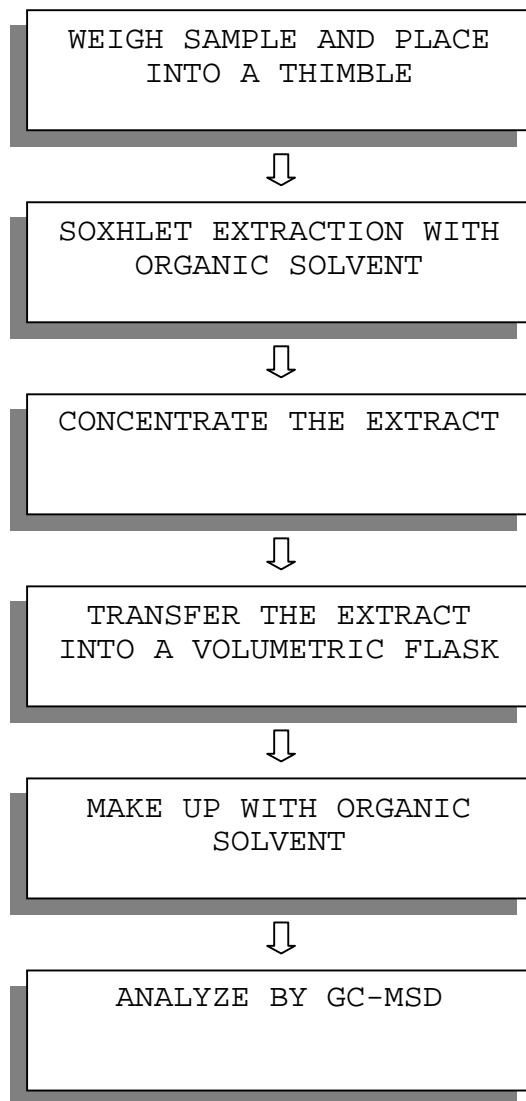 WEIGH SAMPLE AND PLACE
INTO A THIMBLE
SOXHLET EXTRACTION WITH
ORGANIC SOLVENT
CONCENTRATE THE EXTRACT
TRANSFER THE EXTRACT
INTO A VOLUMETRIC FLASK
MAKE UP WITH ORGANIC
SOLVENT
ANALYZE BY GC-MSD